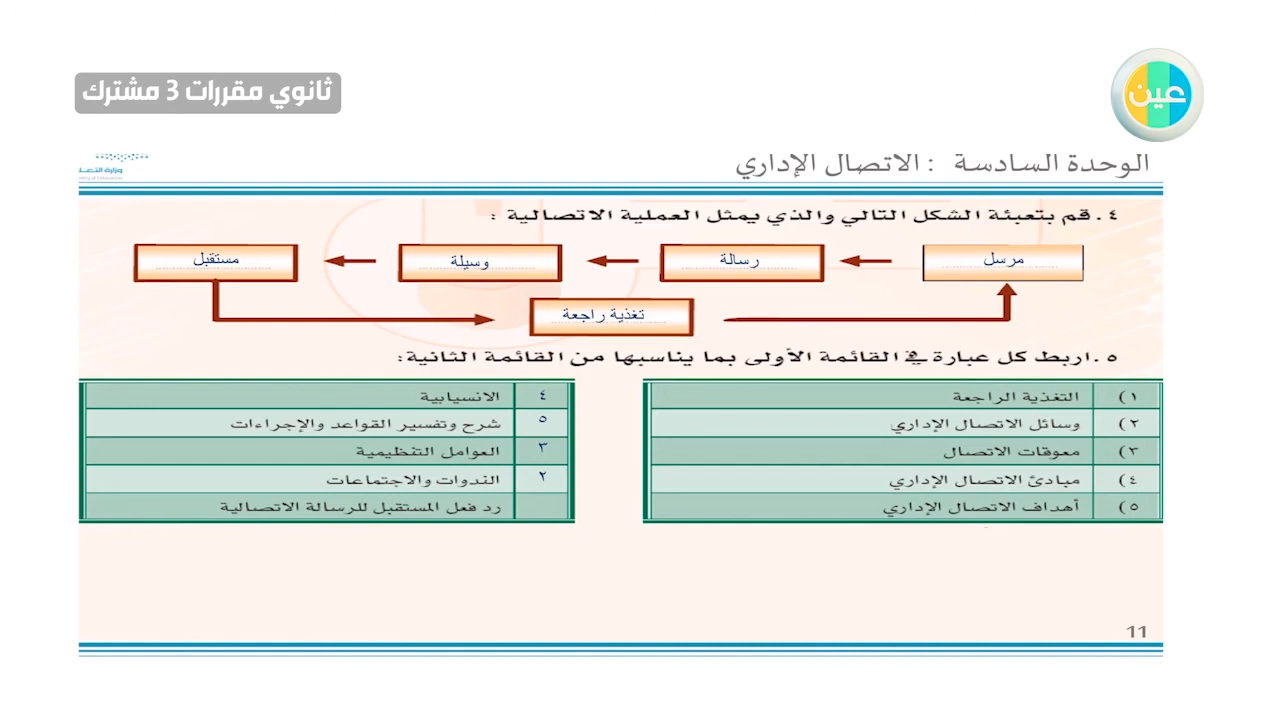 ثانوي مقررات 3 مشترك
عين
الوحدة السادسة : الاتصال الإداري
وزارة التعـلـ
٤. قم بتعبئة الشكل التالي والذي يمثل العملية الاتصالية :
مرسل
رسالة
وسيلة
مستقبل
تغذية راجعة
٥. اربط كل عبارة في القائمة الأولى بما يناسبها من القائمة الثانية:
١) التغذية الراجعة
٢) وسائل الاتصال الإداري
٣) معوقات الاتصال
٤) مبادئ الاتصال الإداري
٥) أهداف الاتصال الإداري
٤ الانسيابية
٥ شرح وتفسير القواعد والإجراءات
٣ العوامل التنظيمية
٢ الندوات والاجتماعات
رد فعل المستقبل للرسالة الاتصالية
11